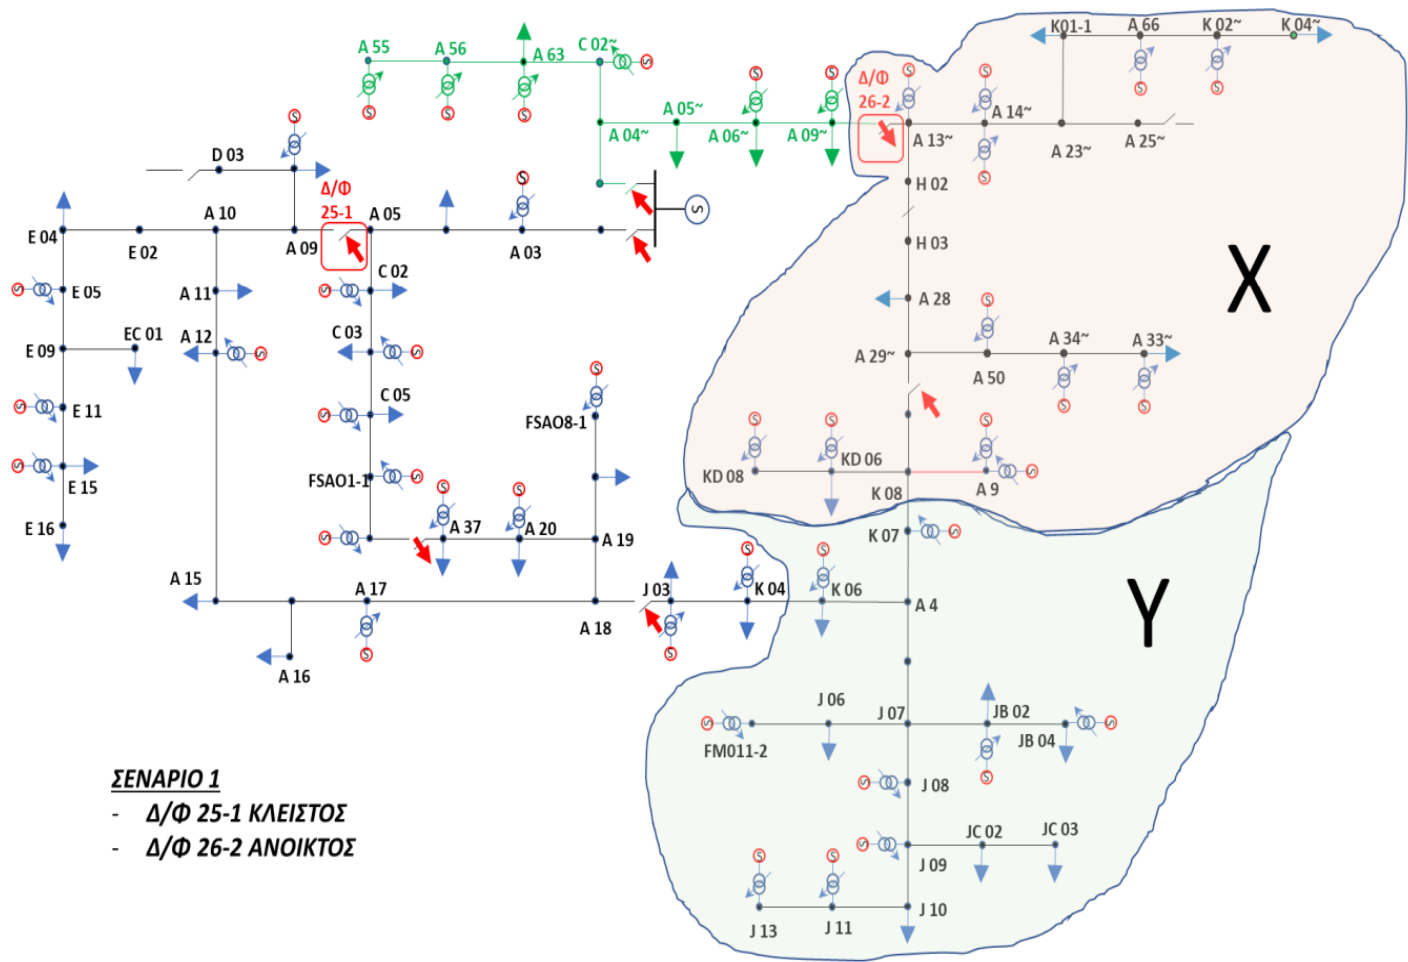 K01-1 A 66 K 02~ K 04~
A 55 A 56 A 63 C 02~ S
S S S
Δ/Φ
26-2
S S S S
S S
A 05~ A 14~
A 04~ A 06~ A 09~ A 13~ A 23~ A 25~
S
S
D 03
S
Δ/Φ
25-1
H 02
S
A 10 A 05
E 04 E 02 A 09 A 03
H 03
X
C 02
S E 05 A 11 S A 28 S
EC 01 A 12 C 03
E 09 S S A 29~ A 34~ A 33~
A 50
S
S E 11 S C 05 FSAO8-1 S S
S S S
S E 15 FSAO1-1 S KD 06 S
KD 08 K 08 A 9
S S
E 16 S A 37 A 20 A 19 K 07 S
S S
A 15 A 17 J 03 K 04 K 06 A 4
Y
A 18
S S
A 16
J 06 J 07 JB 02
S FM011-2 JB 04 S
S
ΣΕΝΑΡΙΟ 1
S J 08
- Δ/Φ 25-1 ΚΛΕΙΣΤΟΣ
JC 02 JC 03
- Δ/Φ 26-2 ΑΝΟΙΚΤΟΣ
S J 09
S S
J 13 J 11 J 10